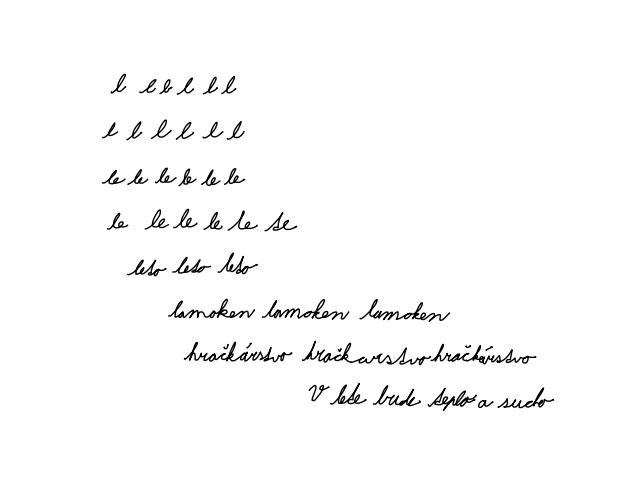 l l l l l l
l l l l l l
le le le le le le
le le le le le se
leto leto leto
lamoken lamoken lamoken
hračkárstvo hračkarstvo hračkárstvo
V lete bude teplo a sucho